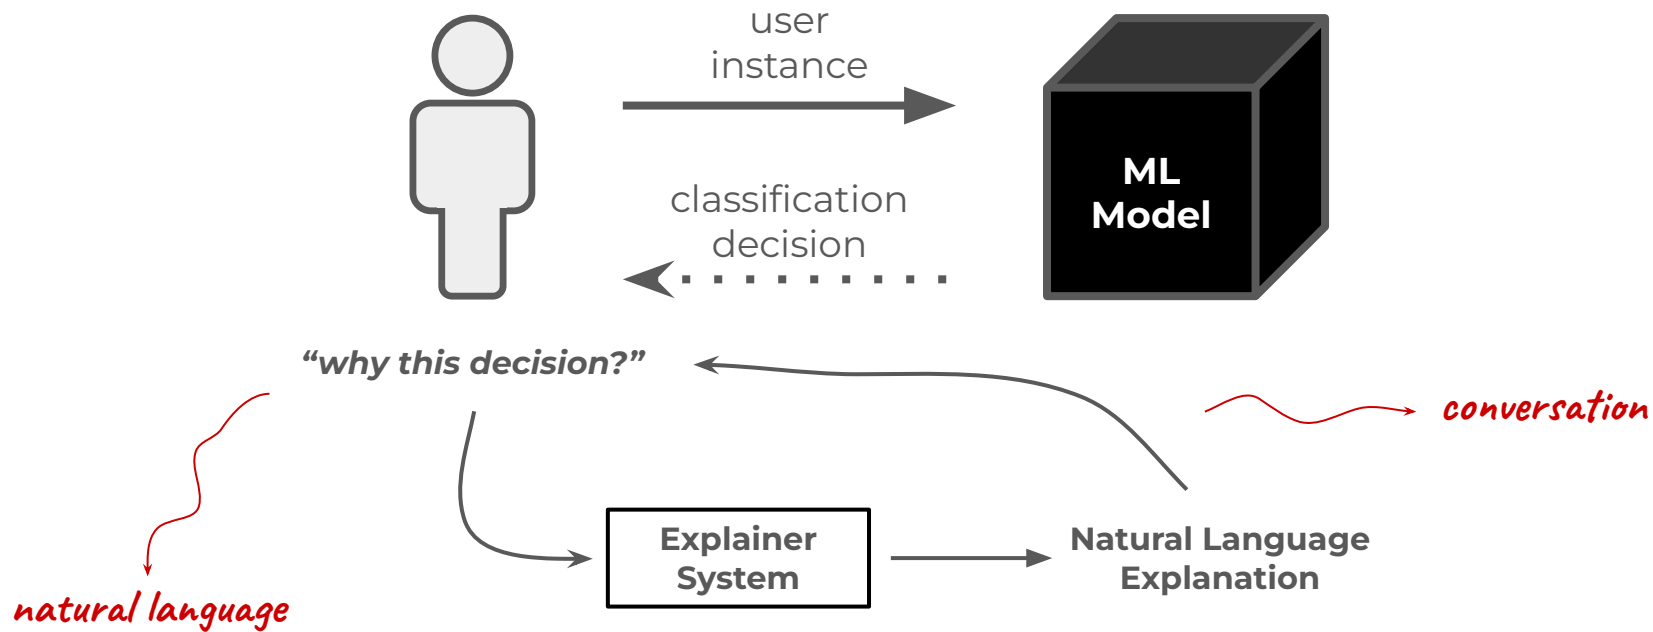 user
instance
ML
Model
classification
decision
“why this decision?”
conversation
Explainer
System
Natural Language
Explanation
natural language